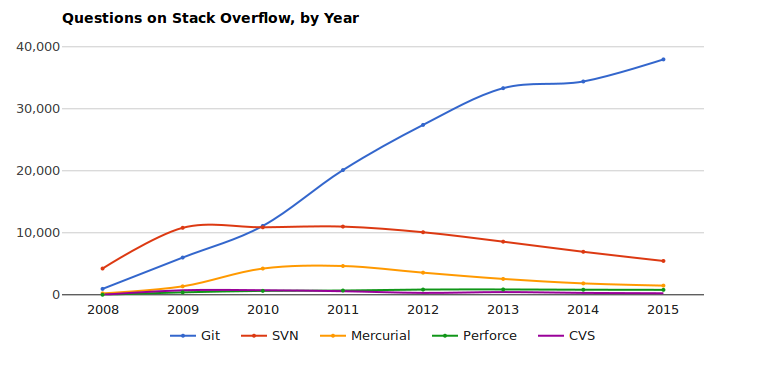 Questions on Stack Overflow, by Year
40,000
30,000
20,000
10,000
0
2008 2009 2010 2011 2012 2013 2014 2015
Git SVN Mercurial Perforce CVS